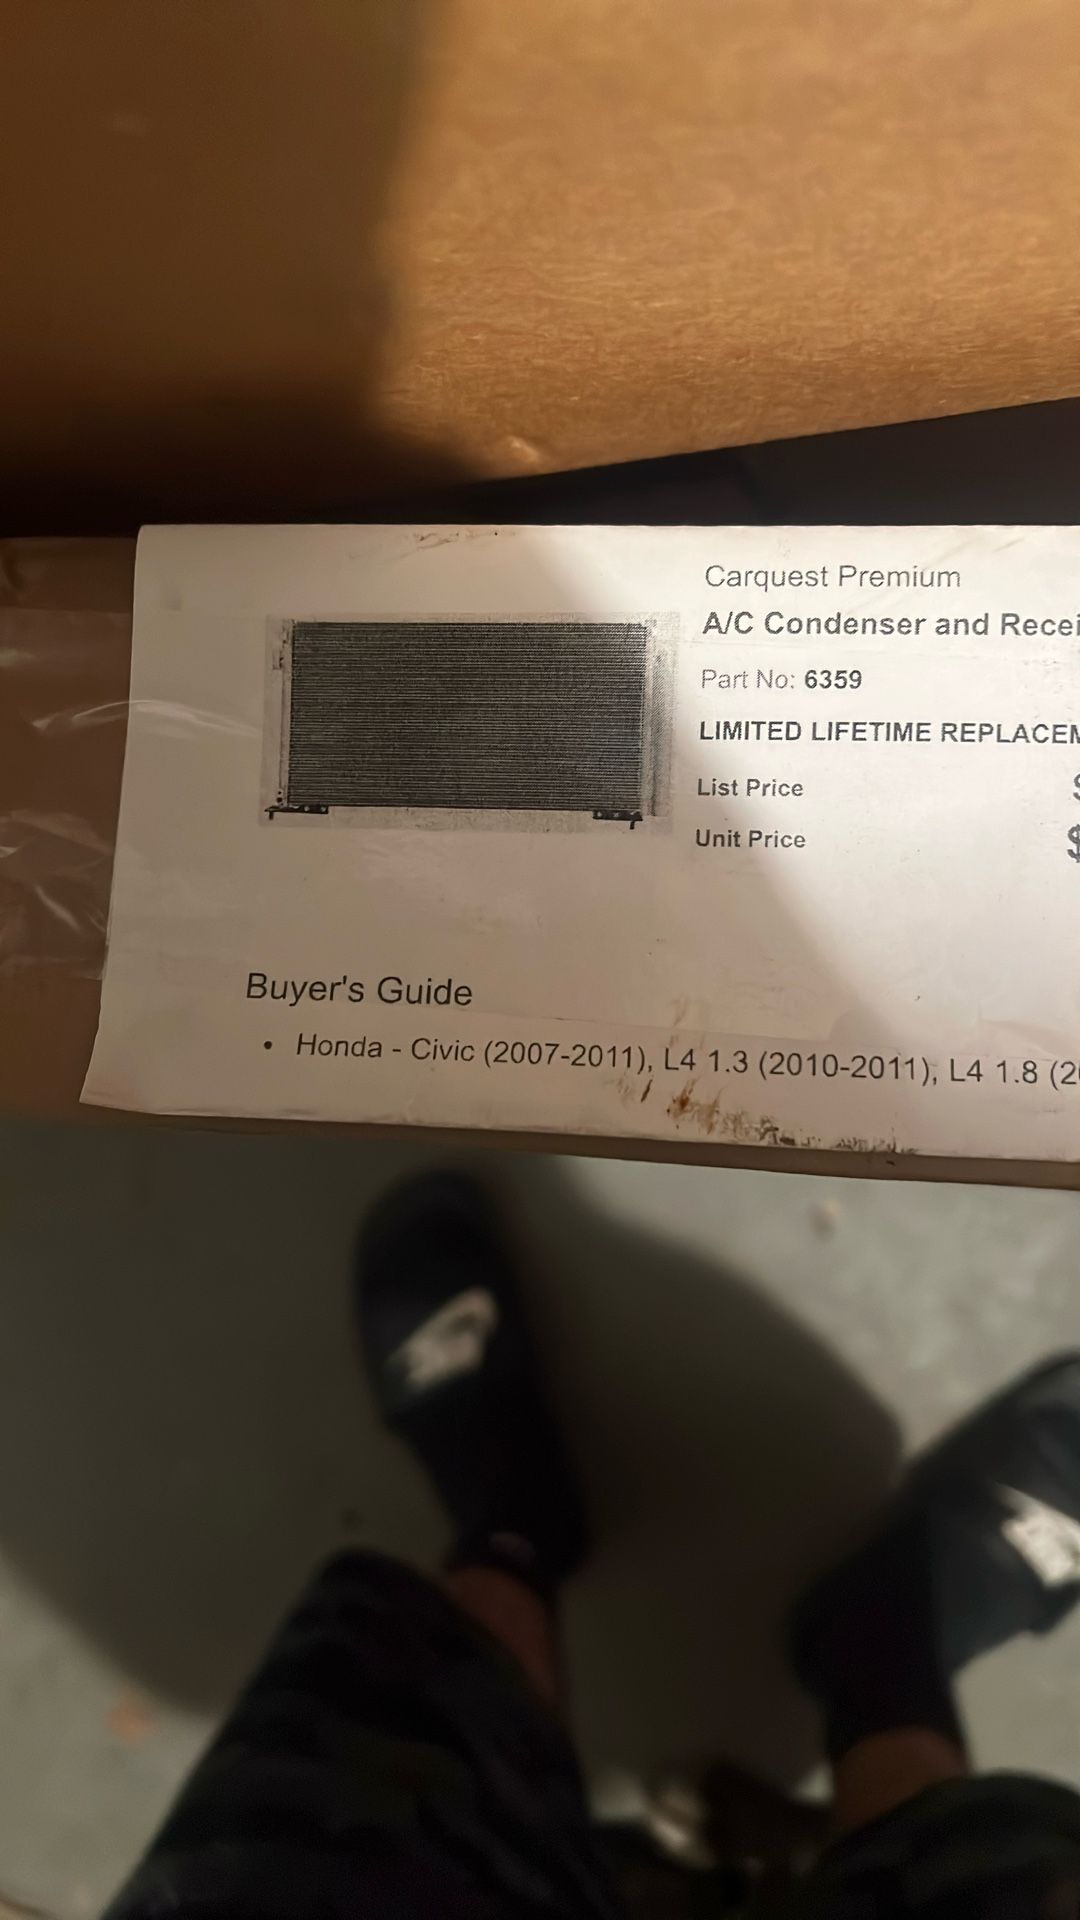 Carquest Premium
A/C Condenser and Recei
Part No: 6359
LIMITED LIFETIME REPLACEM
List Price $
Unit Price $
Buyer's Guide
• Honda - Civic (2007-2011), L4 1.3 (2010-2011), L4 1.8 (2